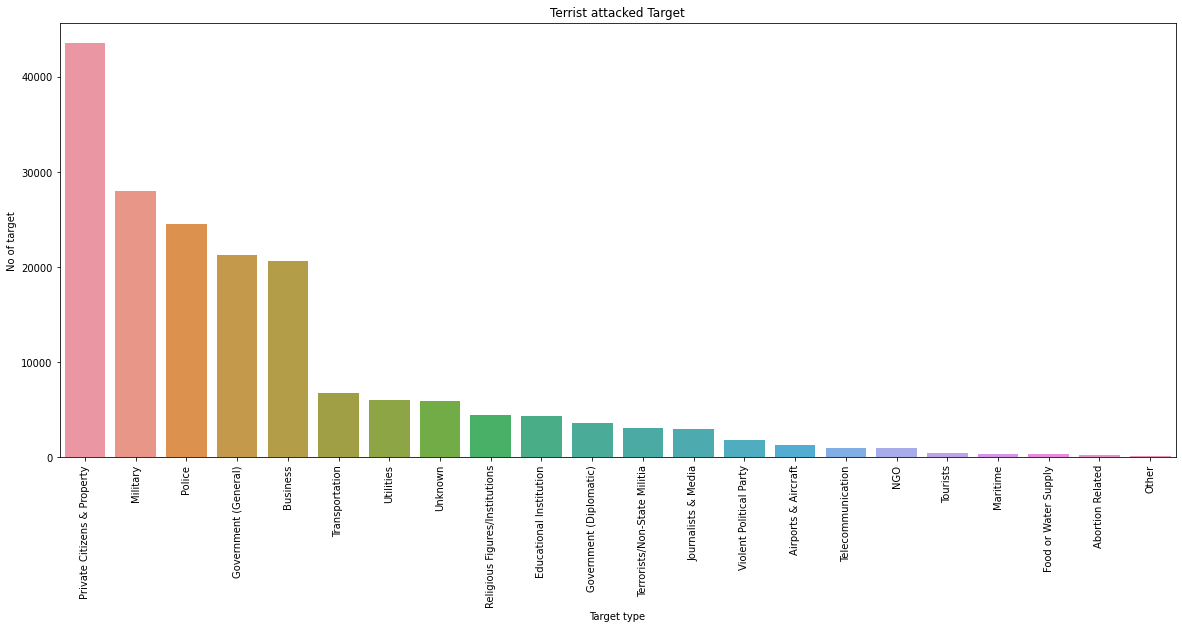 Terrist attacked Target
No of target
40000
30000
20000
10000
0
Private Citizens & Property
Military
Police
Government (General)
Business
Transportation
Utilities
Unknown
Religious Figures/Institutions
Educational Institution
Government (Diplomatic)
Terrorists/Non-State Militia
Journalists & Media
Violent Political Party
Airports & Aircraft
Telecommunication
NGO
Tourists
Maritime
Food or Water Supply
Abortion Related
Other
Target type